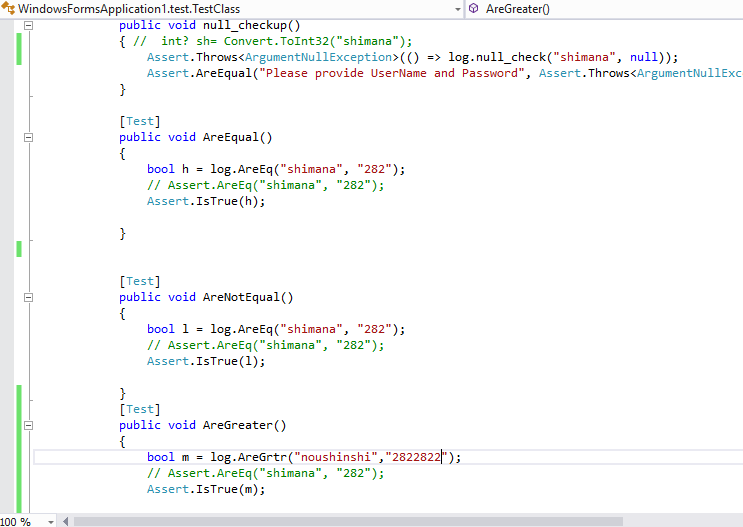 WindowsFormsApplication1.test.TestClass AreGreater()
public void null_checkup()
{ //  int? sh= Convert.ToInt32("shimana");
Assert.Throws<ArgumentNullException>(() => log.null_check("shimana", null));
Assert.AreEqual("Please provide UserName and Password", Assert.Throws<ArgumentNullExc
}
[Test]
public void AreEqual()
{
bool h = log.AreEq("shimana", "282");
// Assert.AreEq("shimana", "282");
Assert.IsTrue(h);
}
[Test]
public void AreNotEqual()
{
bool l = log.AreEq("shimana", "282");
// Assert.AreEq("shimana", "282");
Assert.IsTrue(l);
}
[Test]
public void AreGreater()
{
bool m = log.AreGrtr("noushinshi","2822822");
// Assert.AreEq("shimana", "282");
Assert.IsTrue(m);
100 %